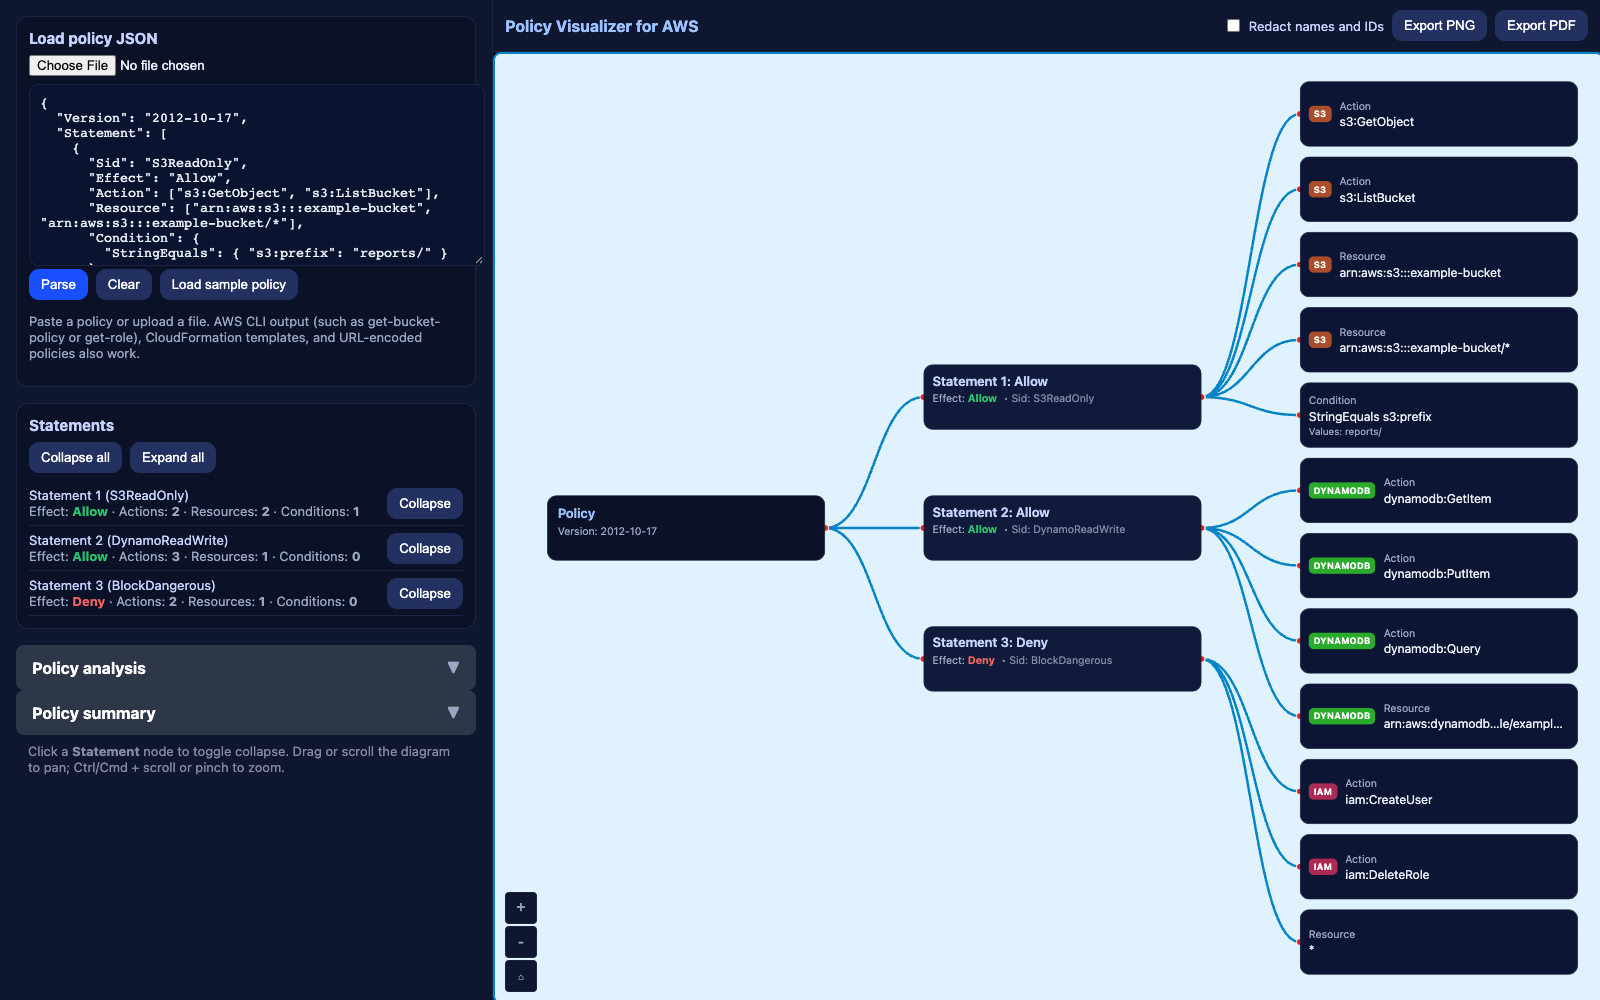 Load policy JSON
Choose File No file chosen
{
"Version": "2012-10-17",
"Statement": [
{
"Sid": "S3ReadOnly",
"Effect": "Allow",
"Action": ["s3:GetObject", "s3:ListBucket"],
"Resource": ["arn:aws:s3:::example-bucket",
"arn:aws:s3:::example-bucket/*"],
"Condition": {
"StringEquals": { "s3:prefix": "reports/" }
Parse Clear Load sample policy
Paste a policy or upload a file. AWS CLI output (such as get-bucket-
policy or get-role), CloudFormation templates, and URL-encoded
policies also work.
Statements
Collapse all Expand all
Statement 1 (S3ReadOnly)
Effect: Allow · Actions: 2 · Resources: 2 · Conditions: 1
Collapse
Statement 2 (DynamoReadWrite)
Effect: Allow · Actions: 3 · Resources: 1 · Conditions: 0
Collapse
Statement 3 (BlockDangerous)
Effect: Deny · Actions: 2 · Resources: 1 · Conditions: 0
Collapse
Policy analysis ▼
Policy summary ▼
Click a Statement node to toggle collapse. Drag or scroll the diagram
to pan; Ctrl/Cmd + scroll or pinch to zoom.
Policy Visualizer for AWS
Redact names and IDs Export PNG Export PDF
Policy
Version: 2012-10-17
Statement 1: Allow
Effect: Allow · Sid: S3ReadOnly
Statement 2: Allow
Effect: Allow · Sid: DynamoReadWrite
Statement 3: Deny
Effect: Deny · Sid: BlockDangerous
S3 Action
s3:GetObject
S3 Action
s3:ListBucket
S3 Resource
arn:aws:s3:::example-bucket
S3 Resource
arn:aws:s3:::example-bucket/*
Condition
StringEquals s3:prefix
Values: reports/
DYNAMODB Action
dynamodb:GetItem
DYNAMODB Action
dynamodb:PutItem
DYNAMODB Action
dynamodb:Query
DYNAMODB Resource
arn:aws:dynamodb...le/exampl...
IAM Action
iam:CreateUser
IAM Action
iam:DeleteRole
Resource
*
+
-
⌂